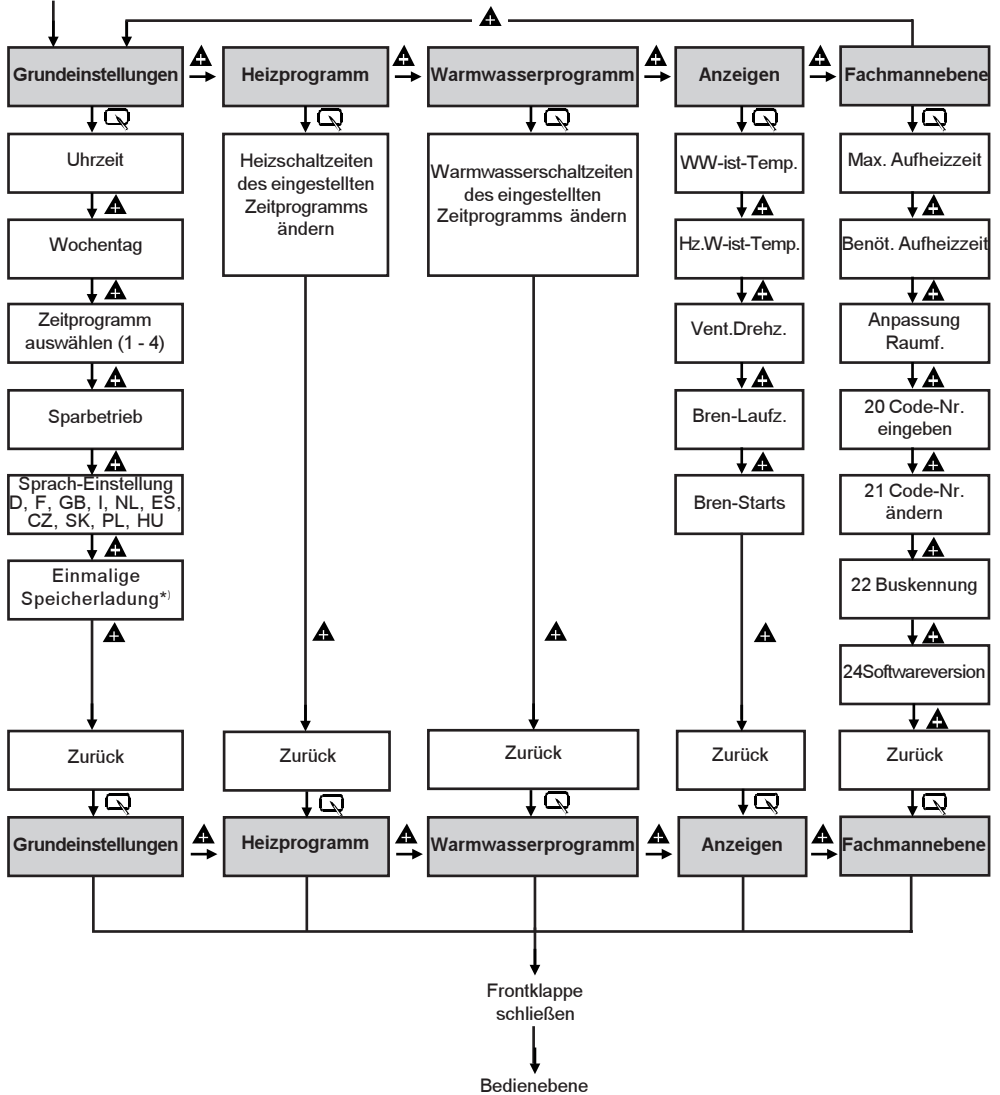 Grundeinstellungen
Heizprogramm
Warmwasserprogramm
Anzeigen
Fachmannebene
Uhrzeit
Wochentag
Zeitprogramm
auswählen (1 - 4)
Sparbetrieb
Sprach-Einstellung
D, F, GB, I, NL, ES,
CZ, SK, PL, HU
Einmalige
Speicherladung*)
Zurück
Heizschaltzeiten
des eingestellten
Zeitprogramms
ändern
Zurück
Warmwasserschaltzeiten
des eingestellten
Zeitprogramms ändern
Zurück
WW-ist-Temp.
Hz.W-ist-Temp.
Vent.Drehz.
Bren-Laufz.
Bren-Starts
Zurück
Max. Aufheizzeit
Benöt. Aufheizzeit
Anpassung
Raumf.
20 Code-Nr.
eingeben
21 Code-Nr.
ändern
22 Buskennung
24Softwareversion
Zurück
Grundeinstellungen
Heizprogramm
Warmwasserprogramm
Anzeigen
Fachmannebene
Frontklappe
schließen
Bedienebene